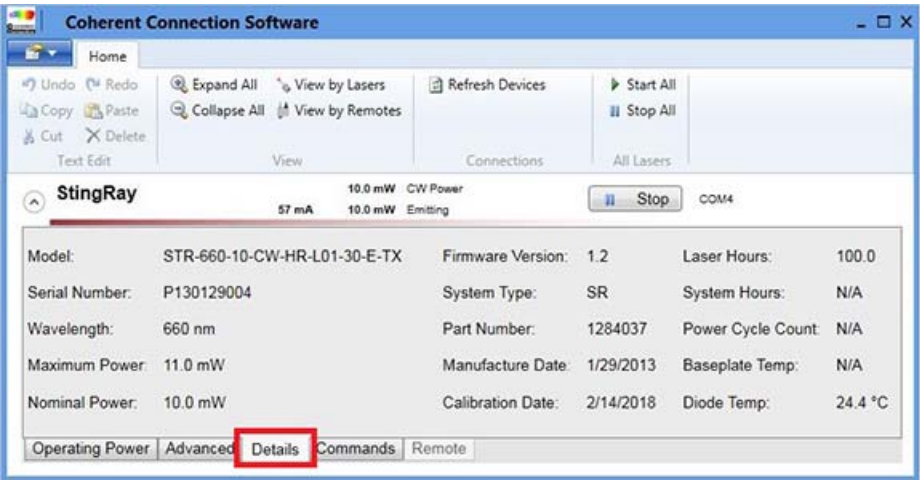 Coherent Connection Software
Home
Undo Redo Expand All View by Lasers Refresh Devices Start All
Copy Paste Collapse All View by Remotes Stop All
Cut Delete
Text Edit View Connections All Lasers
StingRay 10.0 mW CW Power Stop COM4
57 mA 10.0 mW Emitting
Model: STR-660-10-CW-HR-L01-30-E-TX Firmware Version: 1.2 Laser Hours: 100.0
Serial Number: P130129004 System Type: SR System Hours: N/A
Wavelength: 660 nm Part Number: 1284037 Power Cycle Count: N/A
Maximum Power: 11.0 mW Manufacture Date: 1/29/2013 Baseplate Temp: N/A
Nominal Power: 10.0 mW Calibration Date: 2/14/2018 Diode Temp: 24.4 °C
Operating Power Advanced Details Commands Remote